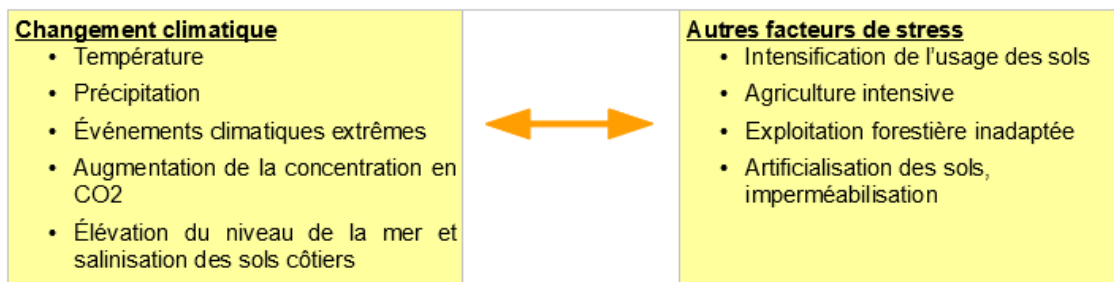 Changement climatique
• Température
• Précipitation
• Événements climatiques extrêmes
• Augmentation de la concentration en
CO2
• Élévation du niveau de la mer et
salinisation des sols côtiers
Autres facteurs de stress
• Intensification de l'usage des sols
• Agriculture intensive
• Exploitation forestière inadaptée
• Artificialisation des sols,
imperméabilisation